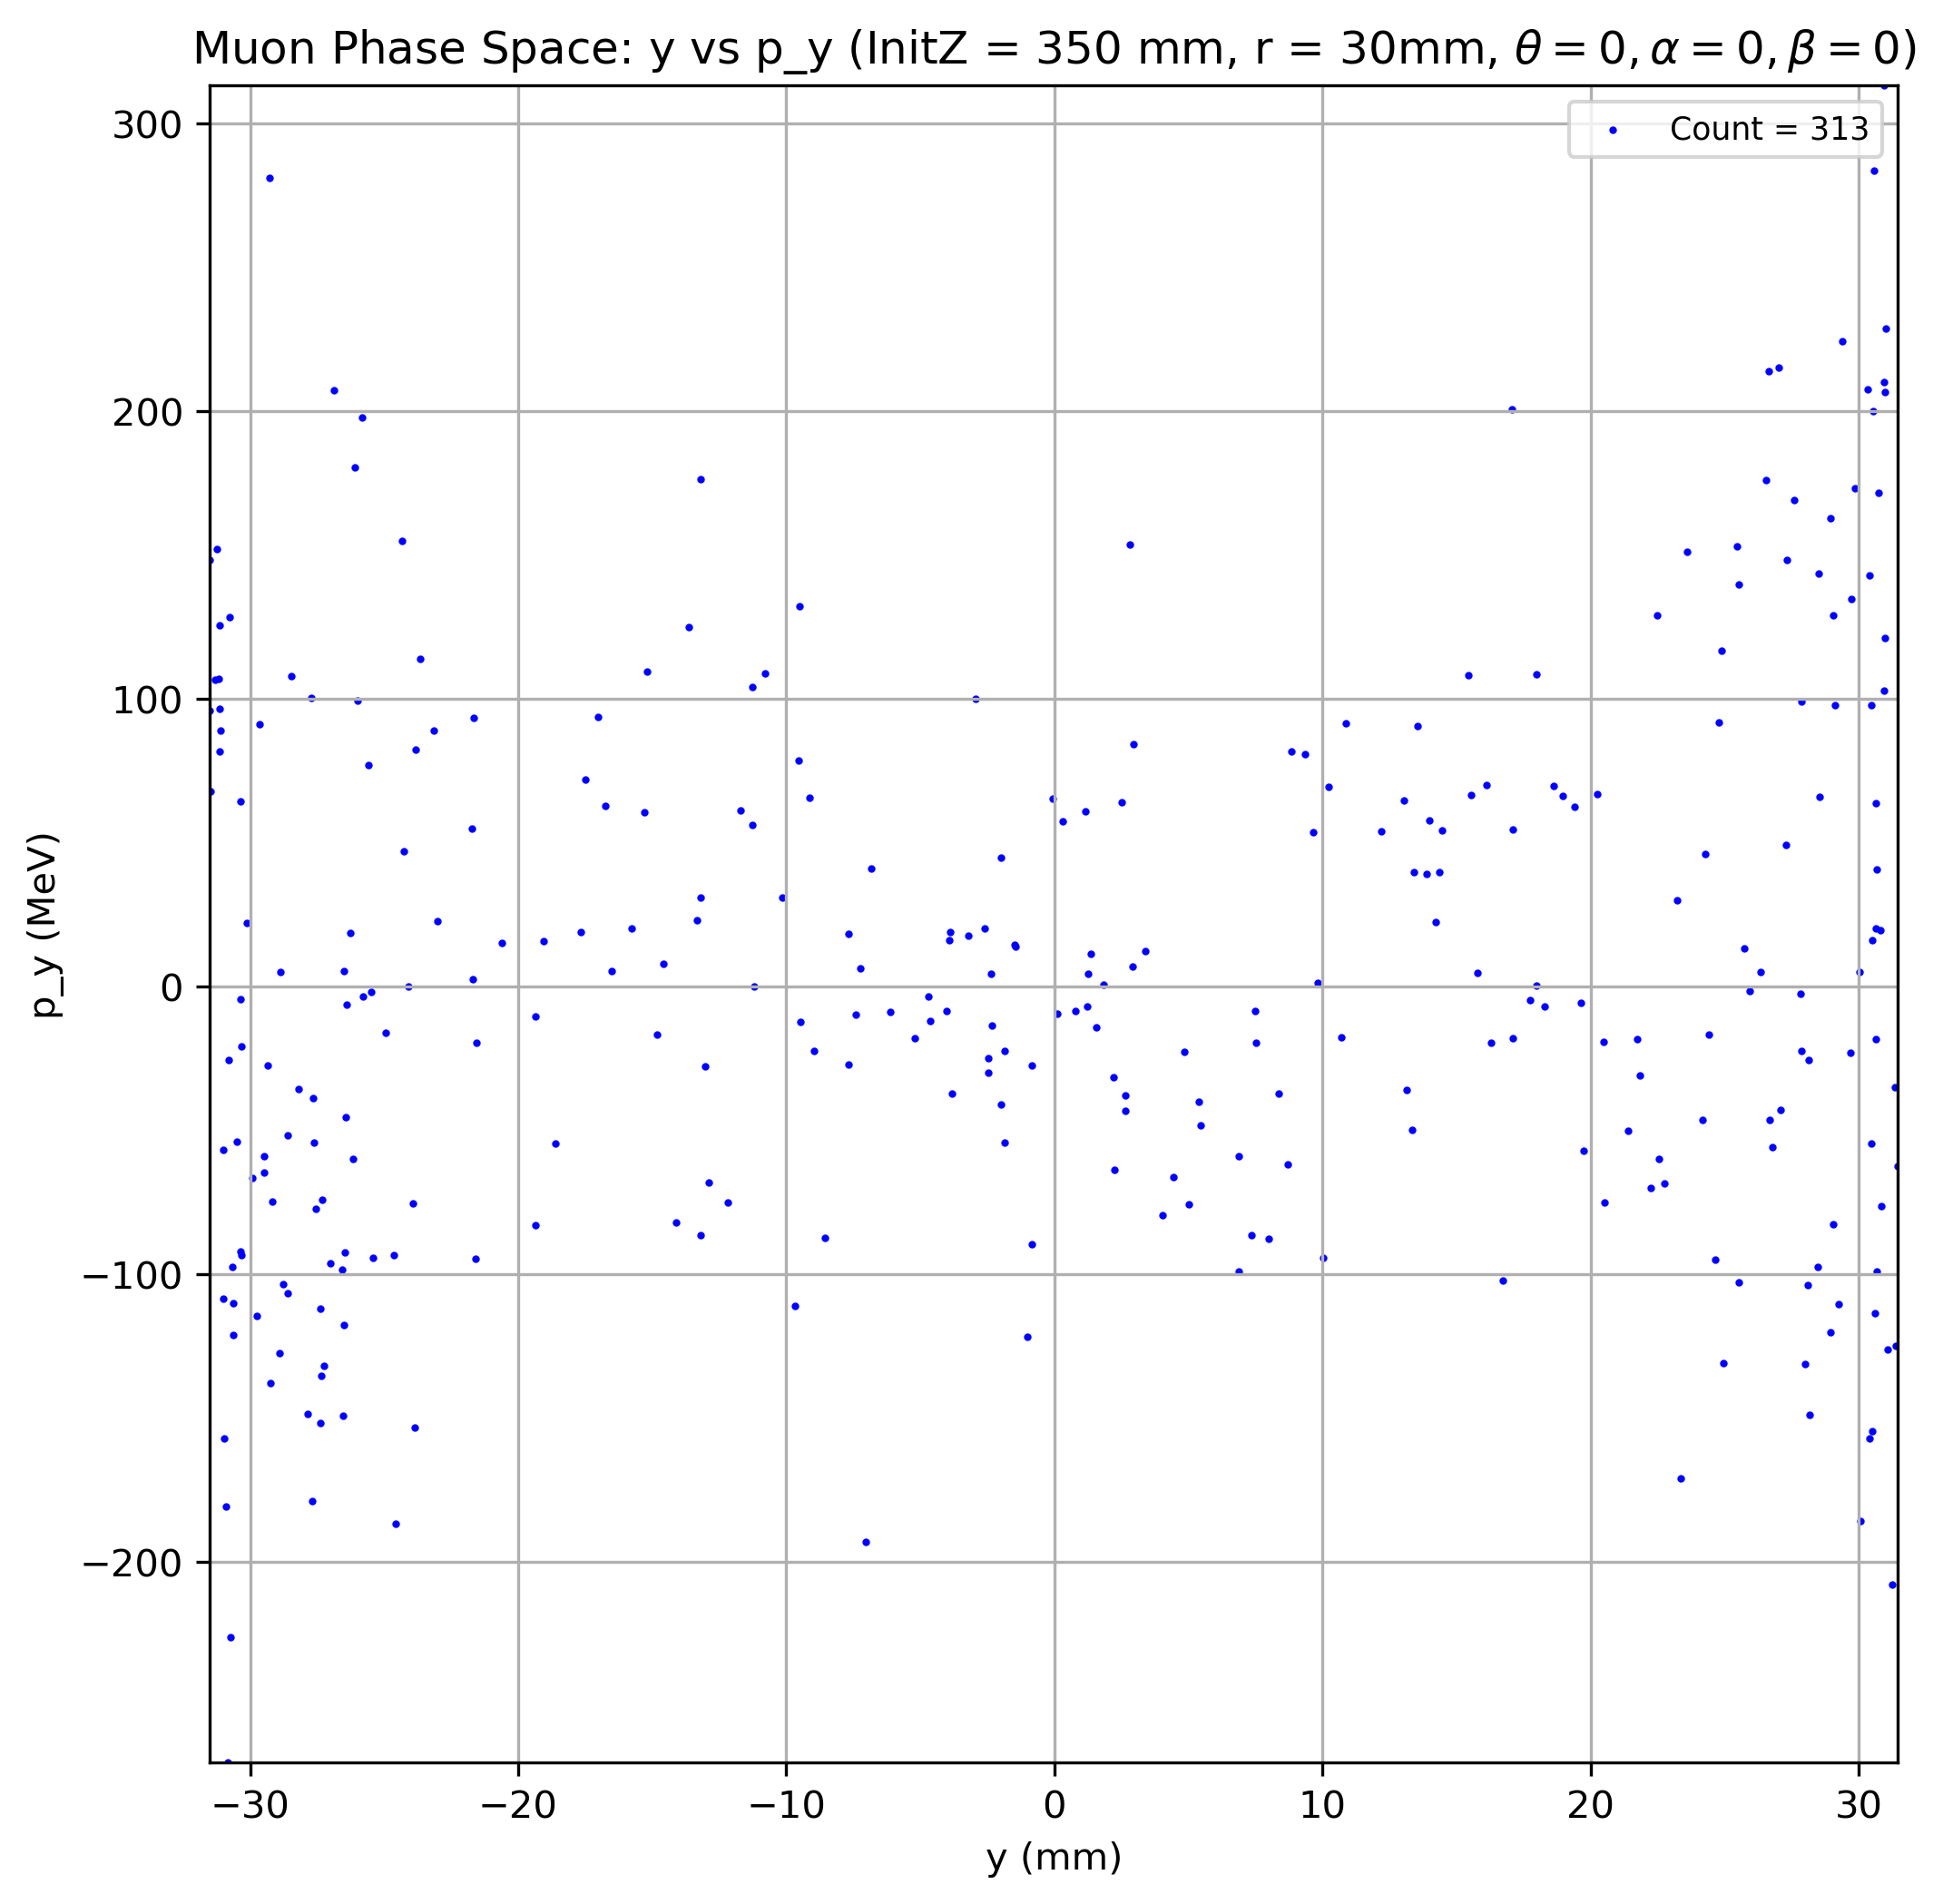 Muon Phase Space: y vs p_y (InitZ = 350 mm, r = 30mm, θ = 0, α = 0, β = 0)
Count = 313
300
200
100
0
−100
−200
p_y (MeV)
−30 −20 −10 0 10 20 30
y (mm)